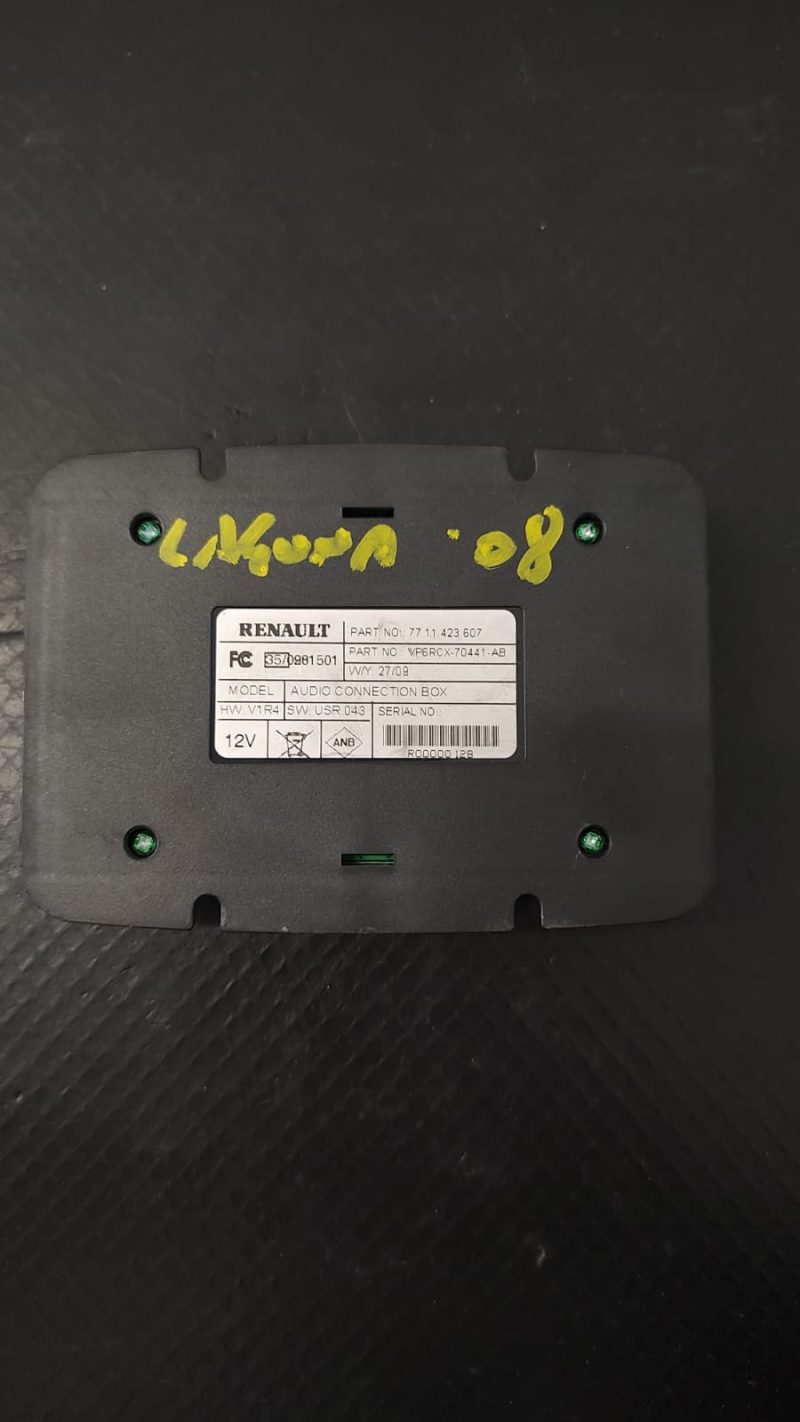 LAGUNA '08
RENAULT
PART NO: 77 11 423 607
PART NO: VP6RCX-70441-AB
FC
W/Y: 27/09
MODEL AUDIO CONNECTION BOX
HW: V1R4 SW: USR.043 SERIAL NO:
12V ANB
R00000128